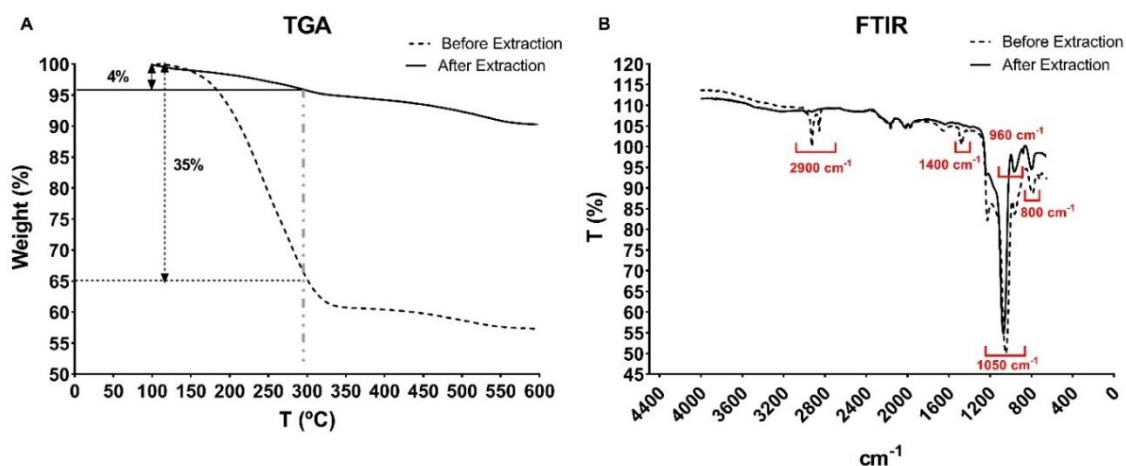 A
TGA
Before Extraction
After Extraction
4%
35%
Weight (%)
100
95
90
85
80
75
70
65
60
55
50
0 50 100 150 200 250 300 350 400 450 500 550 600
T (ºC)
B
FTIR
Before Extraction
After Extraction
T (%)
120
115
110
105
100
95
90
85
80
75
70
65
60
55
50
45
2900 cm-1
1400 cm-1
960 cm-1
800 cm-1
1050 cm-1
4400 4000 3600 3200 2800 2400 2000 1600 1200 800 400 0
cm-1